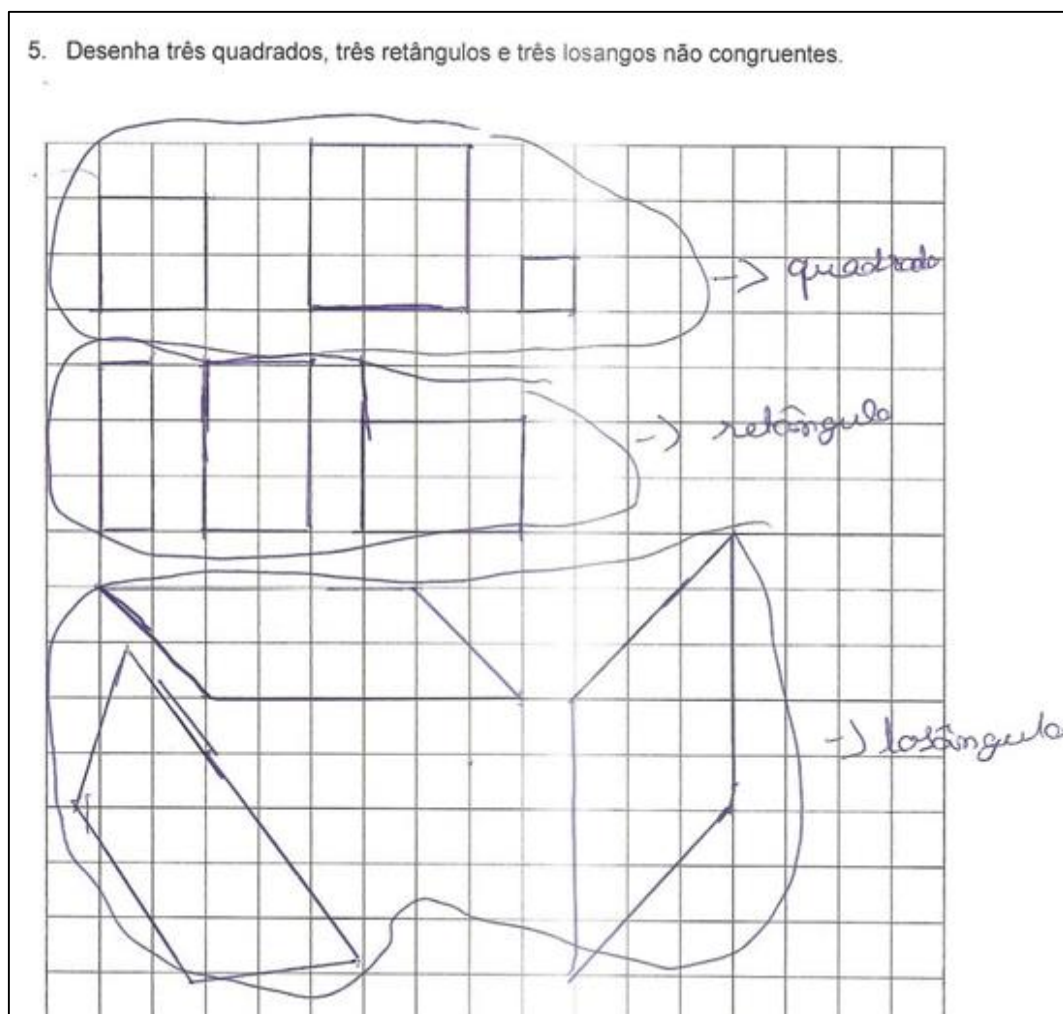 5. Desenha três quadrados, três retângulos e três losangos não congruentes.
-> quadrado
-> retângulo
-> losângulo